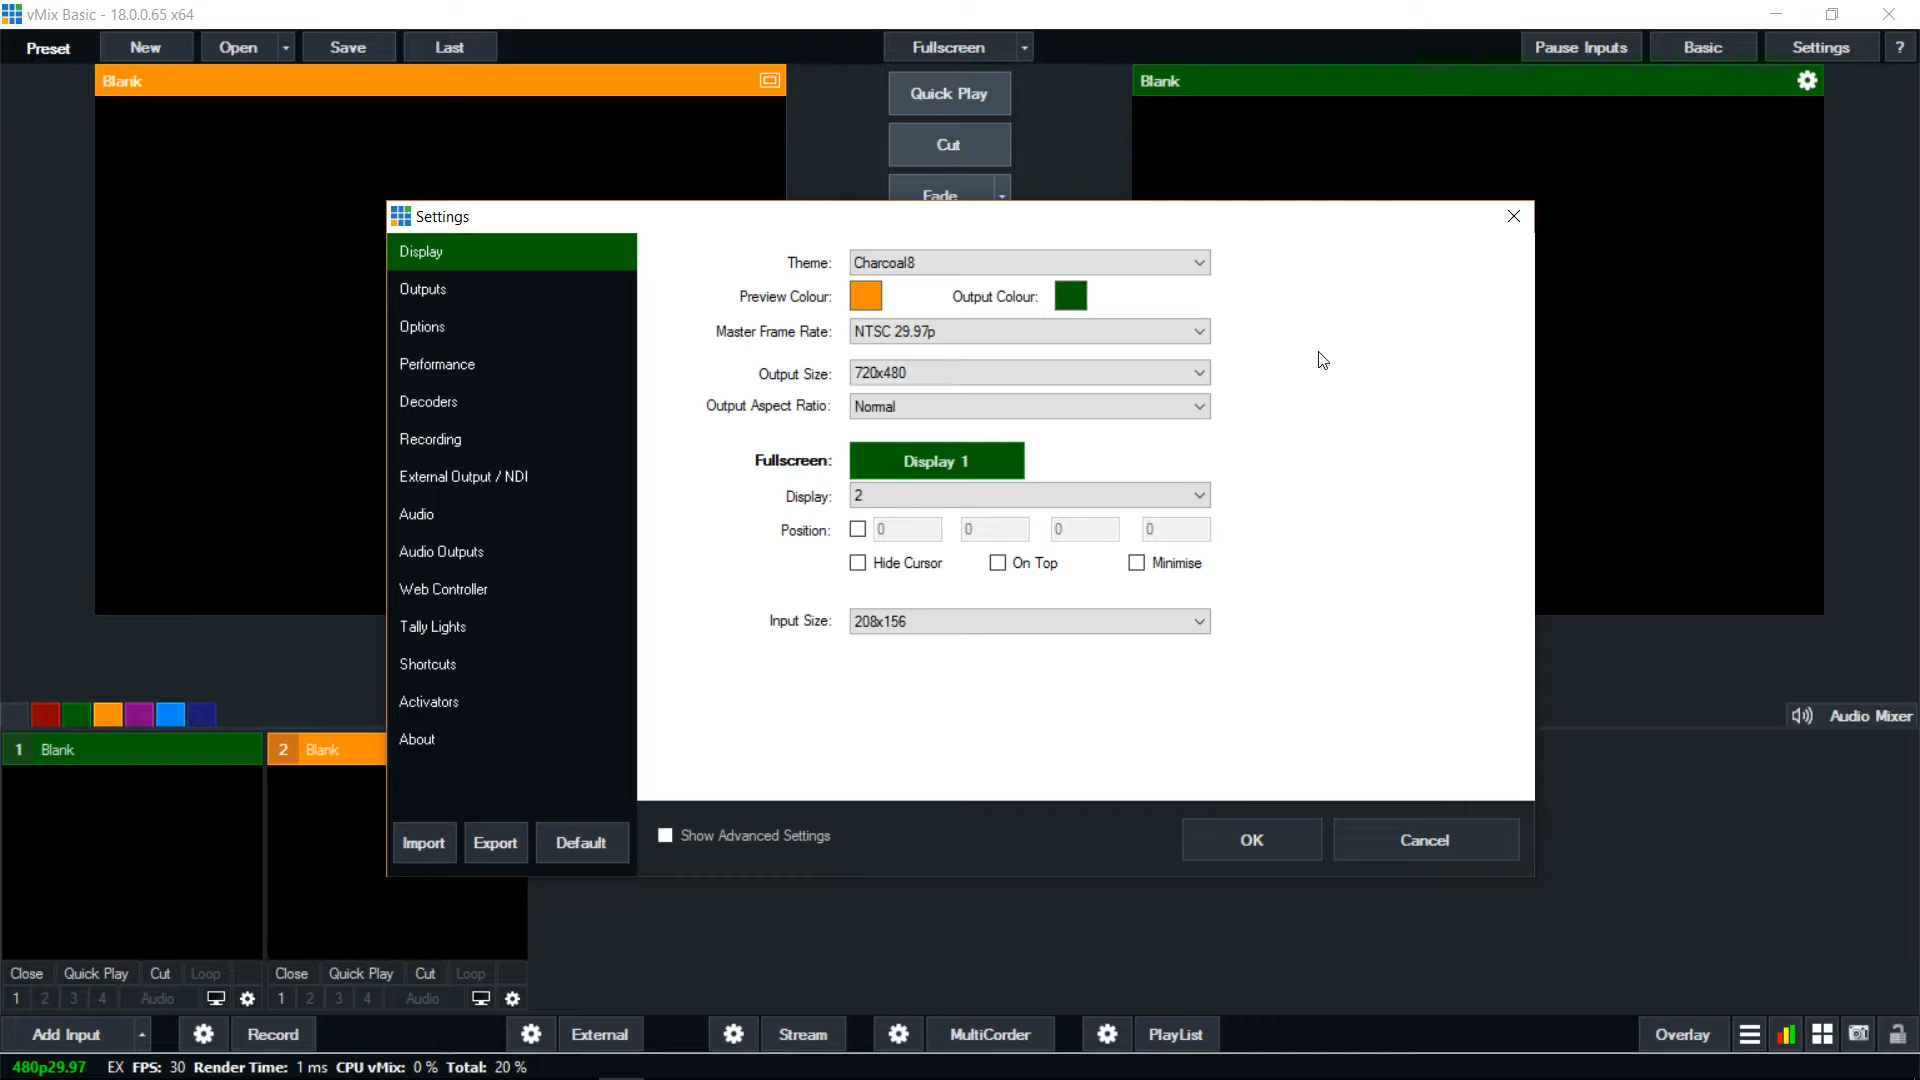 vMix Basic - 18.0.0.65 x64
Preset New Open Save Last Fullscreen Pause Inputs Basic Settings ?
Blank
Blank
Quick Play
Cut
Fade
Settings
Display
Outputs
Options
Performance
Decoders
Recording
External Output / NDI
Audio
Audio Outputs
Web Controller
Tally Lights
Shortcuts
Activators
About
Import Export Default
Theme: Charcoal8
Preview Colour: Output Colour:
Master Frame Rate: NTSC 29.97p
Output Size: 720x480
Output Aspect Ratio: Normal
Fullscreen: Display 1
Display: 2
Position: 0 0 0 0
Hide Cursor On Top Minimise
Input Size: 208x156
Show Advanced Settings OK Cancel
Audio Mixer
1 Blank
2 Blank
Close Quick Play Cut Loop Close Quick Play Cut Loop
1 2 3 4 Audio 1 2 3 4 Audio
Add Input Record External Stream MultiCorder PlayList Overlay
480p29.97 EX FPS: 30 Render Time: 1 ms CPU vMix: 0 % Total: 20 %